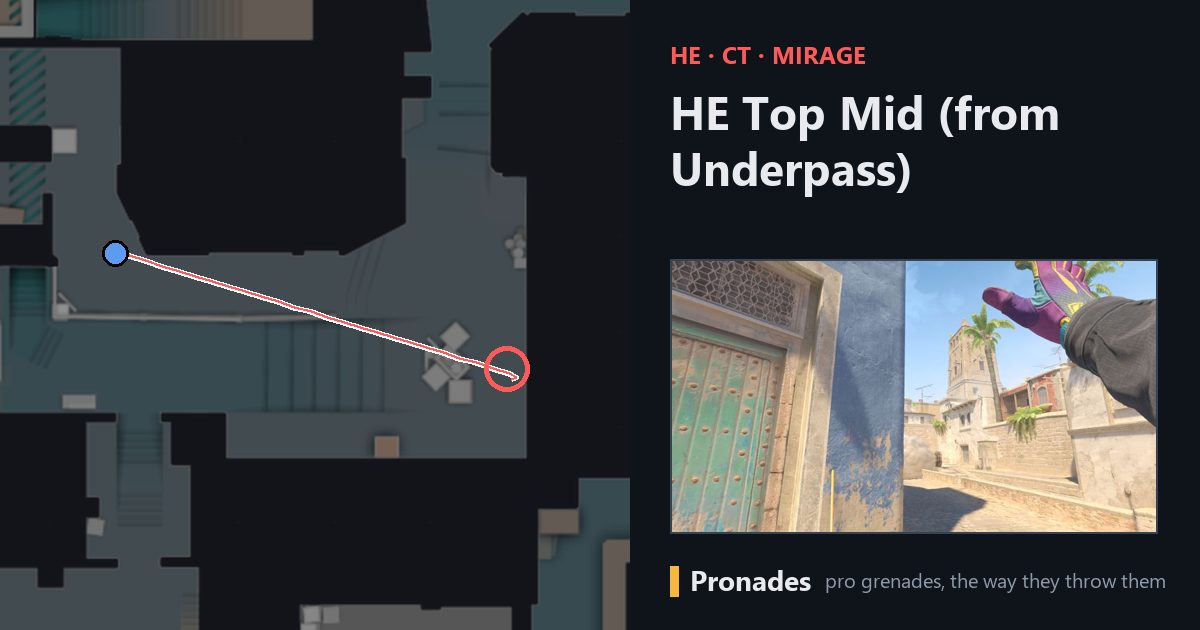 HE · CT · MIRAGE
HE Top Mid (from
Underpass)
Pronades pro grenades, the way they throw them